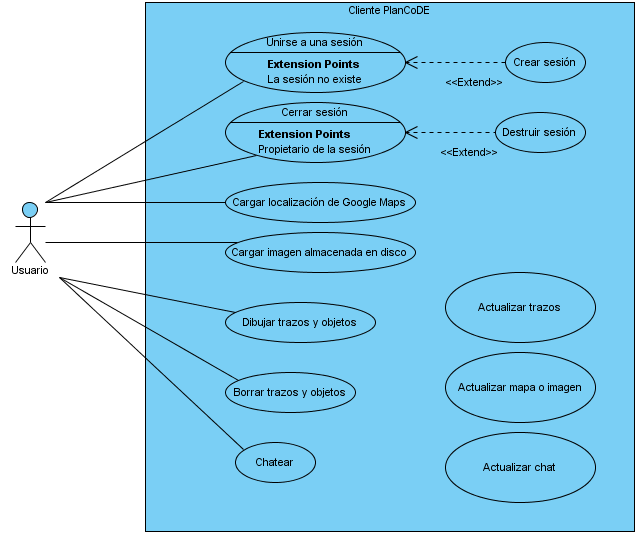 Cliente PlanCoDE
Unirse a una sesión
Extension Points
La sesión no existe
Crear sesión
<<Extend>>
Cerrar sesión
Extension Points
Propietario de la sesión
Destruir sesión
<<Extend>>
Cargar localización de Google Maps
Usuario
Cargar imagen almacenada en disco
Actualizar trazos
Dibujar trazos y objetos
Actualizar mapa o imagen
Borrar trazos y objetos
Chatear
Actualizar chat